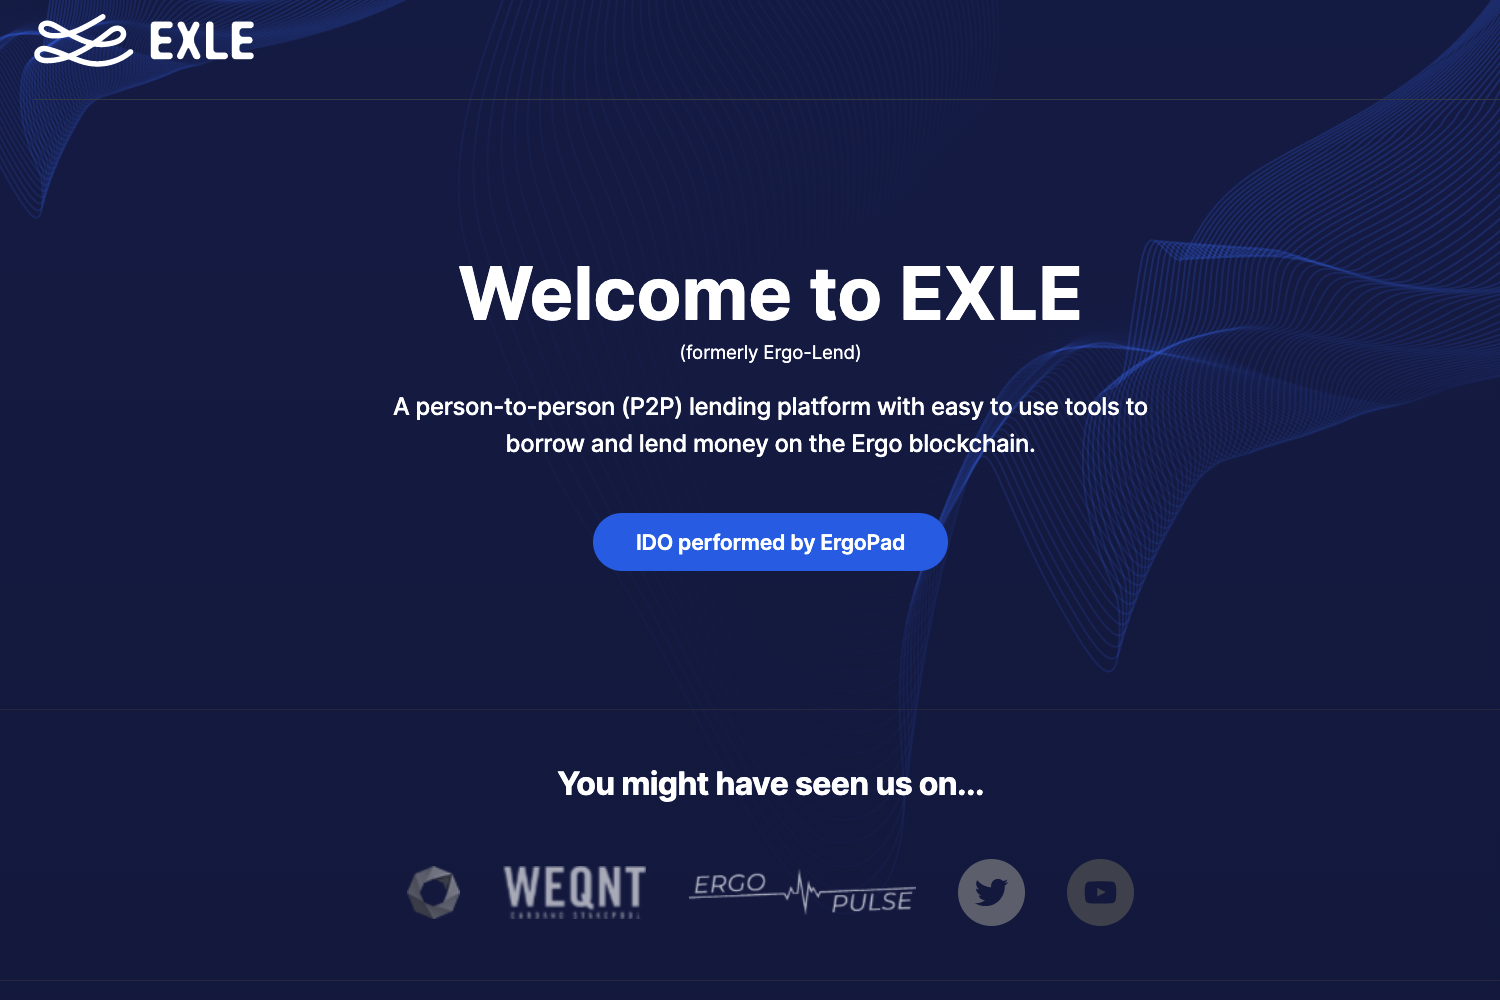 EXLE
Welcome to EXLE
(formerly Ergo-Lend)
A person-to-person (P2P) lending platform with easy to use tools to
borrow and lend money on the Ergo blockchain.
IDO performed by ErgoPad
You might have seen us on...
WEQNT
CARDANO STAKEPOOL
ERGO
PULSE